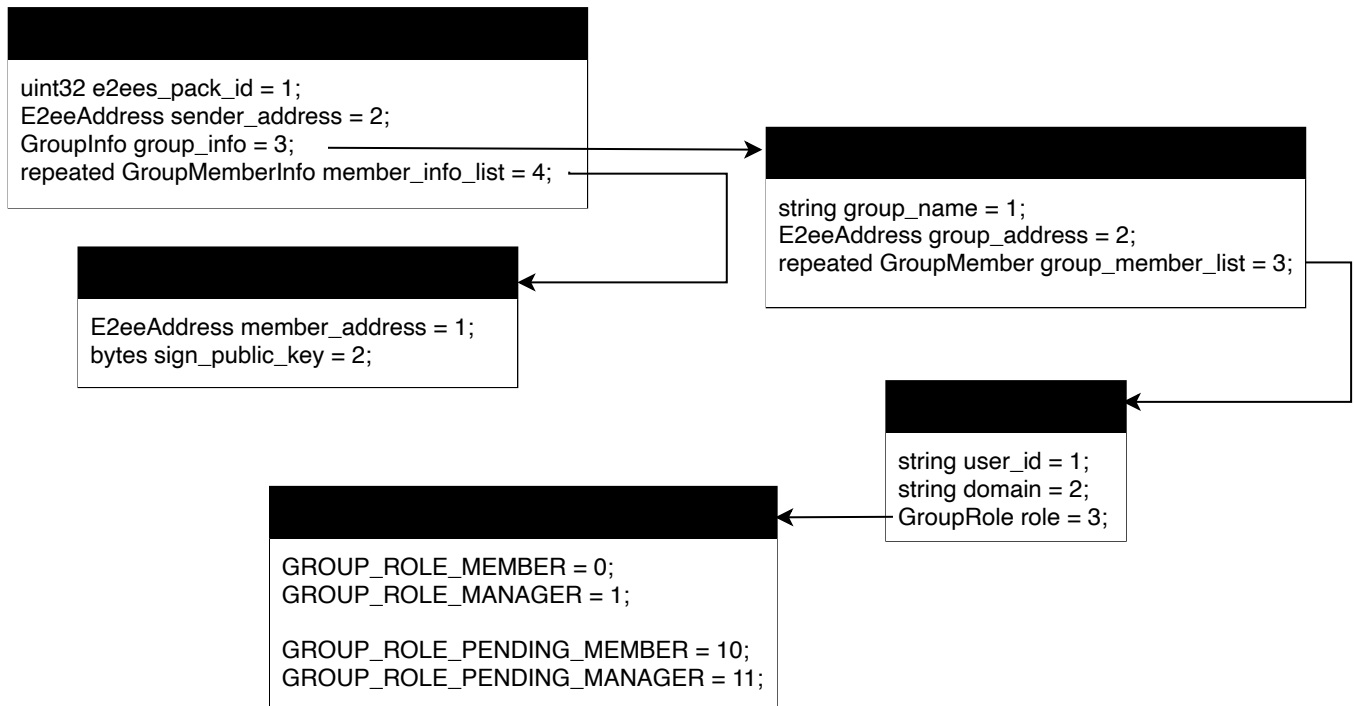 uint32 e2ees_pack_id = 1;
E2eeAddress sender_address = 2;
GroupInfo group_info = 3;
repeated GroupMemberInfo member_info_list = 4;
string group_name = 1;
E2eeAddress group_address = 2;
repeated GroupMember group_member_list = 3;
E2eeAddress member_address = 1;
bytes sign_public_key = 2;
string user_id = 1;
string domain = 2;
GroupRole role = 3;
GROUP_ROLE_MEMBER = 0;
GROUP_ROLE_MANAGER = 1;
GROUP_ROLE_PENDING_MEMBER = 10;
GROUP_ROLE_PENDING_MANAGER = 11;